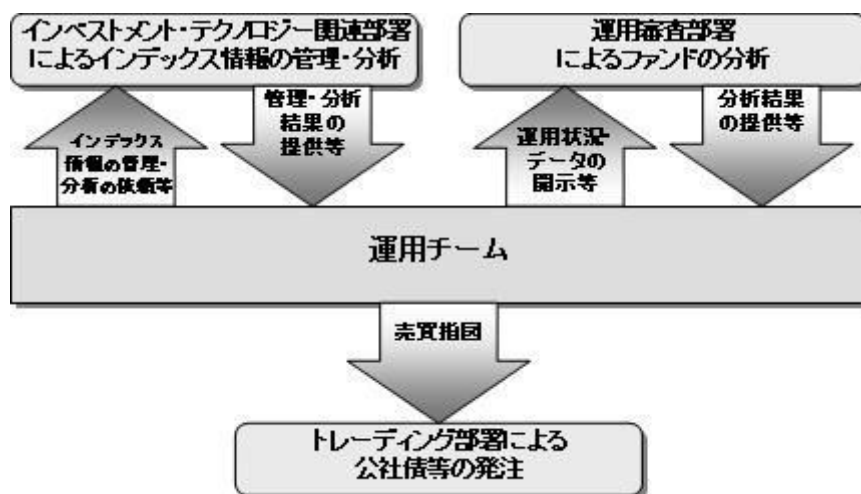 インベストメント・テクノロジー関連部署
によるインデックス情報の管理・分析
運用審査部署
によるファンドの分析
インデックス
情報の管理・
分析の依頼等
管理・分析
結果の
提供等
運用状況・
データの
開示等
分析結果
の提供等
運用チーム
売買指図
トレーディング部署による
公社債等の発注